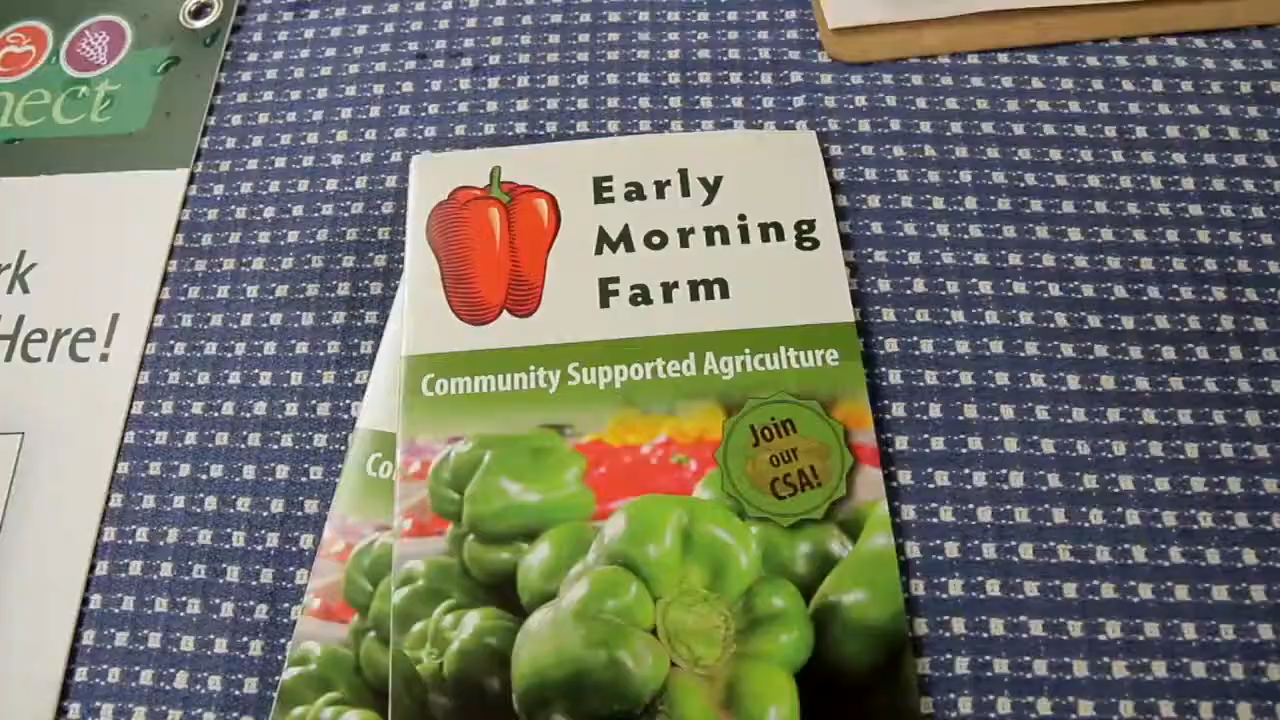 nect
rk
Here!
Early
Morning
Farm
Community Supported Agriculture
Join
our
CSA!
Co